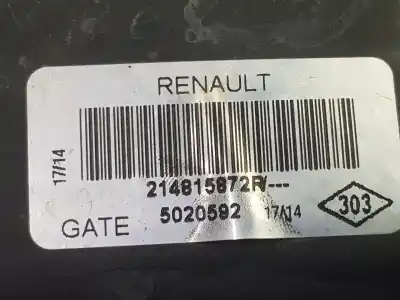 RENAULT
17/14
214815872R/---
GATE 5020592 17/14 303